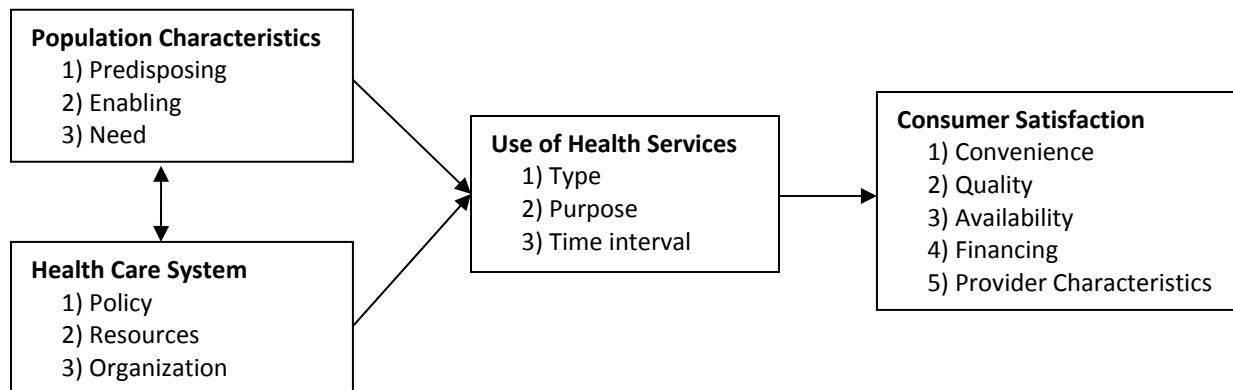 Population Characteristics
1) Predisposing
2) Enabling
3) Need
Health Care System
1) Policy
2) Resources
3) Organization
Use of Health Services
1) Type
2) Purpose
3) Time interval
Consumer Satisfaction
1) Convenience
2) Quality
3) Availability
4) Financing
5) Provider Characteristics